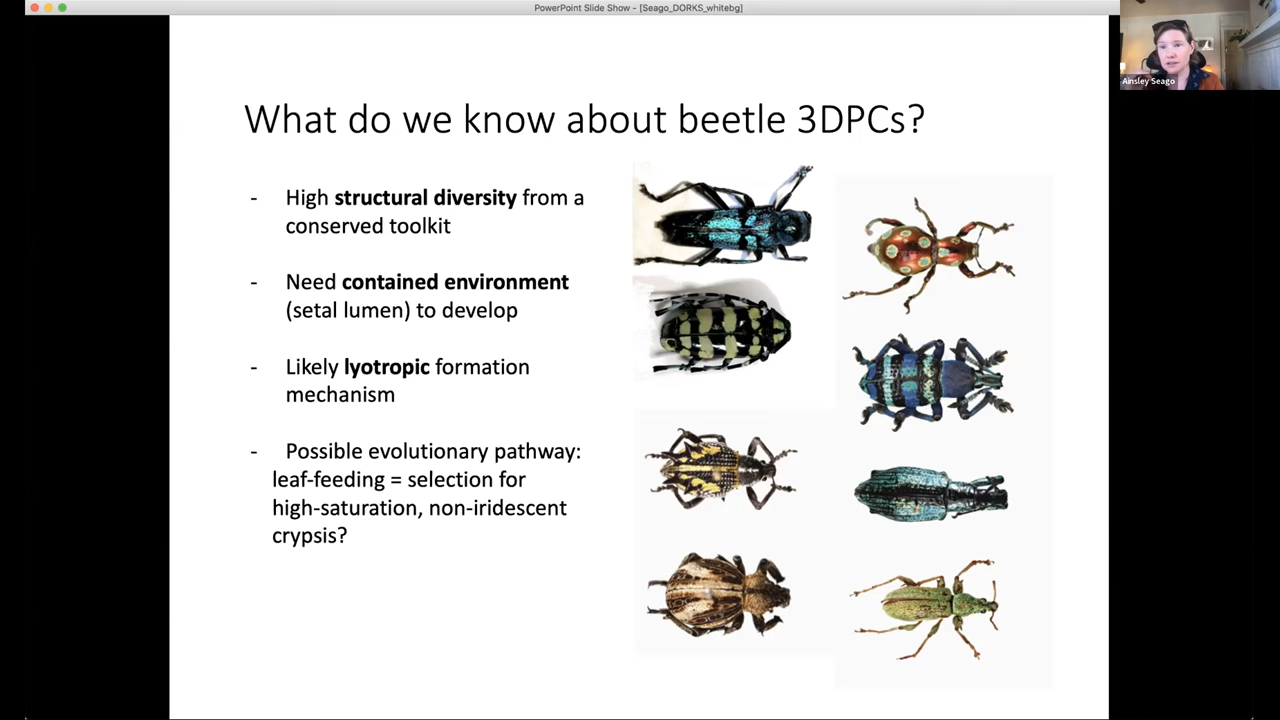 PowerPoint Slide Show - [Seago_DORKS_whitebg]
Ainsley Seago
What do we know about beetle 3DPCs?
- High structural diversity from a
conserved toolkit
- Need contained environment
(setal lumen) to develop
- Likely lyotropic formation
mechanism
- Possible evolutionary pathway:
leaf-feeding = selection for
high-saturation, non-iridescent
crypsis?